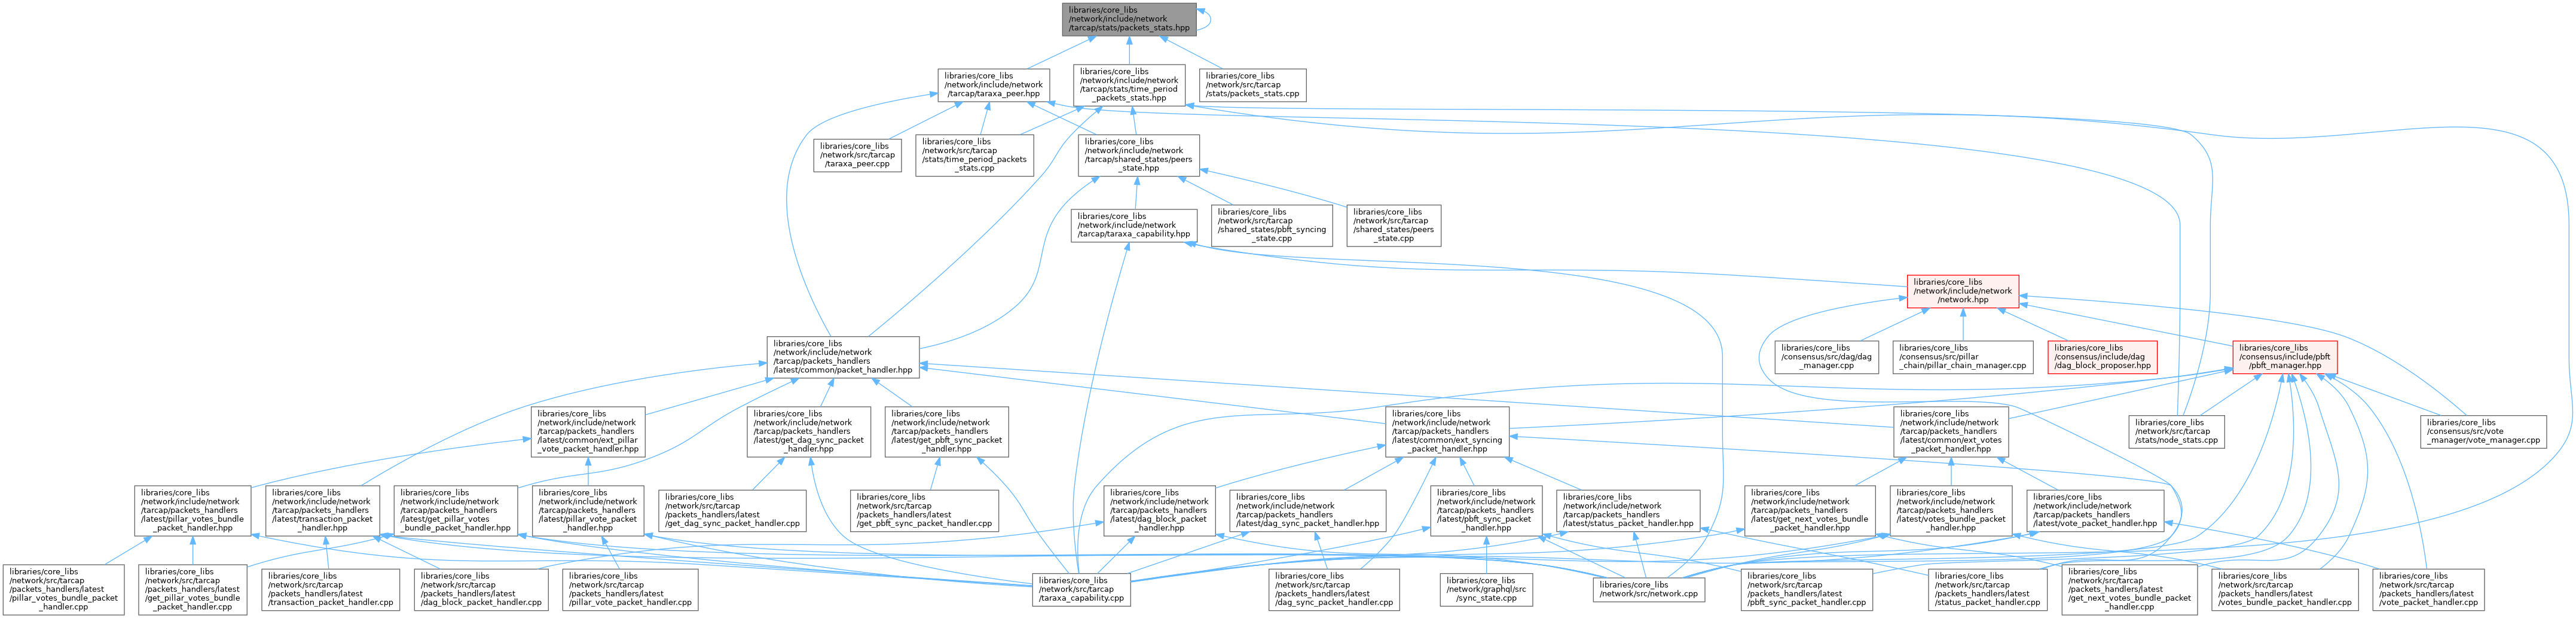 libraries/core_libs
/network/include/network
/tarcap/stats/packets_stats.hpp
libraries/core_libs
/network/include/network
/tarcap/taraxa_peer.hpp
libraries/core_libs
/network/include/network
/tarcap/stats/time_period
_packets_stats.hpp
libraries/core_libs
/network/src/tarcap
/stats/packets_stats.cpp
libraries/core_libs
/network/src/tarcap
/taraxa_peer.cpp
libraries/core_libs
/network/src/tarcap
/stats/time_period_packets
_stats.cpp
libraries/core_libs
/network/include/network
/tarcap/shared_states/peers
_state.hpp
libraries/core_libs
/network/include/network
/tarcap/taraxa_capability.hpp
libraries/core_libs
/network/src/tarcap
/shared_states/pbft_syncing
_state.cpp
libraries/core_libs
/network/src/tarcap
/shared_states/peers
_state.cpp
libraries/core_libs
/network/include/network
/network.hpp
libraries/core_libs
/network/include/network
/tarcap/packets_handlers
/latest/common/packet_handler.hpp
libraries/core_libs
/consensus/src/dag/dag
_manager.cpp
libraries/core_libs
/consensus/src/pillar
_chain/pillar_chain_manager.cpp
libraries/core_libs
/consensus/include/dag
/dag_block_proposer.hpp
libraries/core_libs
/consensus/include/pbft
/pbft_manager.hpp
libraries/core_libs
/network/include/network
/tarcap/packets_handlers
/latest/common/ext_pillar
_vote_packet_handler.hpp
libraries/core_libs
/network/include/network
/tarcap/packets_handlers
/latest/get_dag_sync_packet
_handler.hpp
libraries/core_libs
/network/include/network
/tarcap/packets_handlers
/latest/get_pbft_sync_packet
_handler.hpp
libraries/core_libs
/network/include/network
/tarcap/packets_handlers
/latest/common/ext_syncing
_packet_handler.hpp
libraries/core_libs
/network/include/network
/tarcap/packets_handlers
/latest/common/ext_votes
_packet_handler.hpp
libraries/core_libs
/network/src/tarcap
/stats/node_stats.cpp
libraries/core_libs
/consensus/src/vote
_manager/vote_manager.cpp
libraries/core_libs
/network/include/network
/tarcap/packets_handlers
/latest/pillar_votes_bundle
_packet_handler.hpp
libraries/core_libs
/network/include/network
/tarcap/packets_handlers
/latest/transaction_packet
_handler.hpp
libraries/core_libs
/network/include/network
/tarcap/packets_handlers
/latest/get_pillar_votes
_bundle_packet_handler.hpp
libraries/core_libs
/network/include/network
/tarcap/packets_handlers
/latest/pillar_vote_packet
_handler.hpp
libraries/core_libs
/network/src/tarcap
/packets_handlers/latest
/get_dag_sync_packet_handler.cpp
libraries/core_libs
/network/src/tarcap
/packets_handlers/latest
/get_pbft_sync_packet_handler.cpp
libraries/core_libs
/network/include/network
/tarcap/packets_handlers
/latest/dag_block_packet
_handler.hpp
libraries/core_libs
/network/include/network
/tarcap/packets_handlers
/latest/dag_sync_packet_handler.hpp
libraries/core_libs
/network/include/network
/tarcap/packets_handlers
/latest/pbft_sync_packet
_handler.hpp
libraries/core_libs
/network/include/network
/tarcap/packets_handlers
/latest/status_packet_handler.hpp
libraries/core_libs
/network/include/network
/tarcap/packets_handlers
/latest/get_next_votes_bundle
_packet_handler.hpp
libraries/core_libs
/network/include/network
/tarcap/packets_handlers
/latest/votes_bundle_packet
_handler.hpp
libraries/core_libs
/network/include/network
/tarcap/packets_handlers
/latest/vote_packet_handler.hpp
libraries/core_libs
/network/src/tarcap
/packets_handlers/latest
/pillar_votes_bundle_packet
_handler.cpp
libraries/core_libs
/network/src/tarcap
/packets_handlers/latest
/get_pillar_votes_bundle
_packet_handler.cpp
libraries/core_libs
/network/src/tarcap
/packets_handlers/latest
/transaction_packet_handler.cpp
libraries/core_libs
/network/src/tarcap
/packets_handlers/latest
/dag_block_packet_handler.cpp
libraries/core_libs
/network/src/tarcap
/packets_handlers/latest
/pillar_vote_packet_handler.cpp
libraries/core_libs
/network/src/tarcap
/taraxa_capability.cpp
libraries/core_libs
/network/src/tarcap
/packets_handlers/latest
/dag_sync_packet_handler.cpp
libraries/core_libs
/network/graphql/src
/sync_state.cpp
libraries/core_libs
/network/src/network.cpp
libraries/core_libs
/network/src/tarcap
/packets_handlers/latest
/pbft_sync_packet_handler.cpp
libraries/core_libs
/network/src/tarcap
/packets_handlers/latest
/status_packet_handler.cpp
libraries/core_libs
/network/src/tarcap
/packets_handlers/latest
/get_next_votes_bundle_packet
_handler.cpp
libraries/core_libs
/network/src/tarcap
/packets_handlers/latest
/votes_bundle_packet_handler.cpp
libraries/core_libs
/network/src/tarcap
/packets_handlers/latest
/vote_packet_handler.cpp